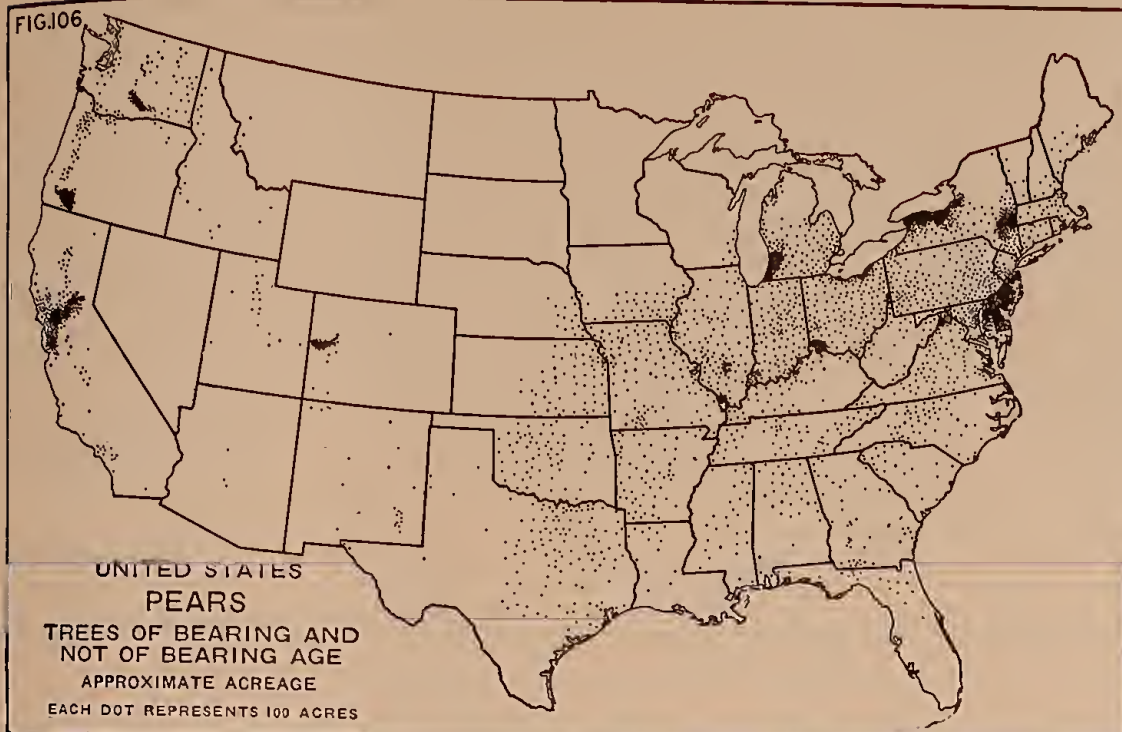 FIG.106
UNITED STATES
PEARS
TREES OF BEARING AND
NOT OF BEARING AGE
APPROXIMATE ACREAGE
EACH DOT REPRESENTS 100 ACRES